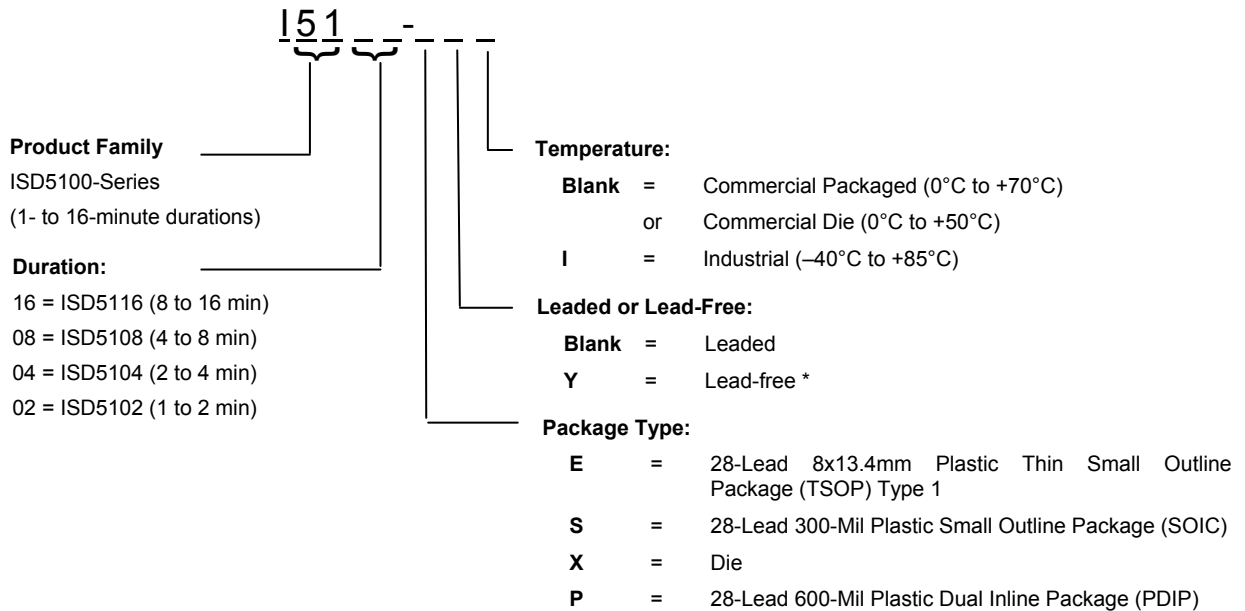 I51_ _-_ _ _
Product Family
ISD5100-Series
(1- to 16-minute durations)
Duration:
16 = ISD5116 (8 to 16 min)
08 = ISD5108 (4 to 8 min)
04 = ISD5104 (2 to 4 min)
02 = ISD5102 (1 to 2 min)
Temperature:
Blank = Commercial Packaged (0°C to +70°C)
or Commercial Die (0°C to +50°C)
I = Industrial (–40°C to +85°C)
Leaded or Lead-Free:
Blank = Leaded
Y = Lead-free *
Package Type:
E = 28-Lead 8x13.4mm Plastic Thin Small Outline
Package (TSOP) Type 1
S = 28-Lead 300-Mil Plastic Small Outline Package (SOIC)
X = Die
P = 28-Lead 600-Mil Plastic Dual Inline Package (PDIP)